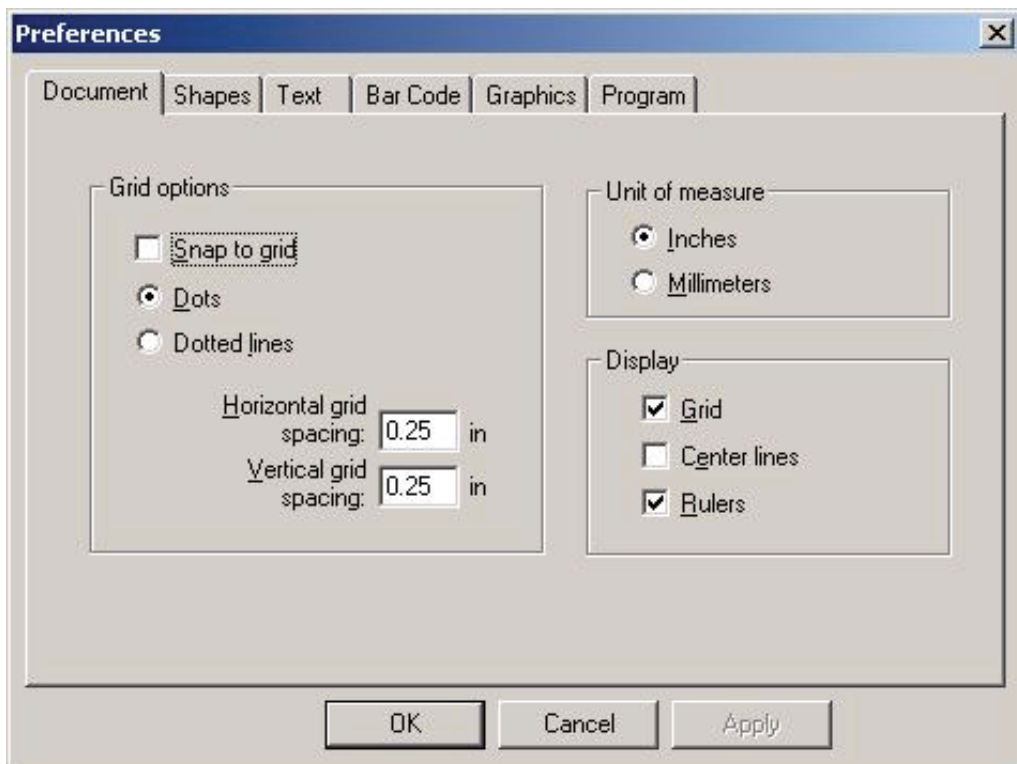 Preferences
Document Shapes Text Bar Code Graphics Program
Grid options
Snap to grid
Dots
Dotted lines
Horizontal grid
spacing: 0.25 in
Vertical grid
spacing: 0.25 in
Unit of measure
Inches
Millimeters
Display
Grid
Center lines
Rulers
OK Cancel Apply